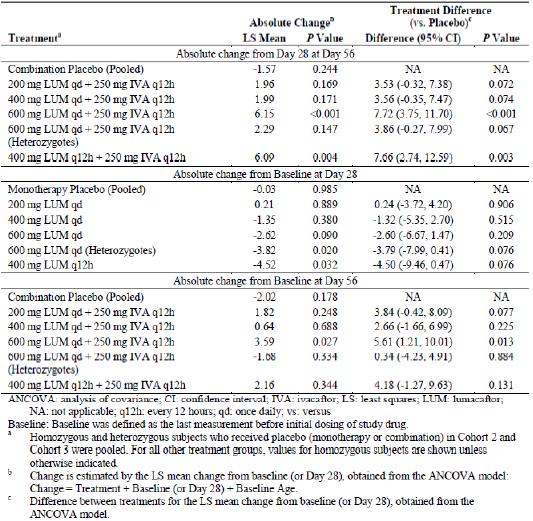 Treatment Difference
Absolute Changeᵇ (vs. Placebo)ᶜ
Treatmentᵃ LS Mean P Value Difference (95% CI) P Value
Absolute change from Day 28 at Day 56
Combination Placebo (Pooled) -1.57 0.244 NA NA
200 mg LUM qd + 250 mg IVA q12h 1.96 0.169 3.53 (-0.32, 7.38) 0.072
400 mg LUM qd + 250 mg IVA q12h 1.99 0.171 3.56 (-0.35, 7.47) 0.074
600 mg LUM qd + 250 mg IVA q12h 6.15 <0.001 7.72 (3.75, 11.70) <0.001
600 mg LUM qd + 250 mg IVA q12h 2.29 0.147 3.86 (-0.27, 7.99) 0.067
(Heterozygotes)
400 mg LUM q12h + 250 mg IVA q12h 6.09 0.004 7.66 (2.74, 12.59) 0.003
Absolute change from Baseline at Day 28
Monotherapy Placebo (Pooled) -0.03 0.985 NA NA
200 mg LUM qd 0.21 0.889 0.24 (-3.72, 4.20) 0.906
400 mg LUM qd -1.35 0.380 -1.32 (-5.35, 2.70) 0.515
600 mg LUM qd -2.62 0.090 -2.60 (-6.67, 1.47) 0.209
600 mg LUM qd (Heterozygotes) -3.82 0.020 -3.79 (-7.99, 0.41) 0.076
400 mg LUM q12h -4.52 0.032 -4.50 (-9.46, 0.47) 0.076
Absolute change from Baseline at Day 56
Combination Placebo (Pooled) -2.02 0.178 NA NA
200 mg LUM qd + 250 mg IVA q12h 1.82 0.248 3.84 (-0.42, 8.09) 0.077
400 mg LUM qd + 250 mg IVA q12h 0.64 0.688 2.66 (-1.66, 6.99) 0.225
600 mg LUM qd + 250 mg IVA q12h 3.59 0.027 5.61 (1.21, 10.01) 0.013
600 mg LUM qd + 250 mg IVA q12h -1.68 0.334 0.34 (-4.23, 4.91) 0.884
(Heterozygotes)
400 mg LUM q12h + 250 mg IVA q12h 2.16 0.344 4.18 (-1.27, 9.63) 0.131
ANCOVA: analysis of covariance; CI: confidence interval; IVA: ivacaftor; LS: least squares; LUM: lumacaftor;
NA: not applicable; q12h: every 12 hours; qd: once daily; vs: versus
Baseline: Baseline was defined as the last measurement before initial dosing of study drug.
a Homozygous and heterozygous subjects who received placebo (monotherapy or combination) in Cohort 2 and
Cohort 3 were pooled. For all other treatment groups, values for homozygous subjects are shown unless
otherwise indicated.
b Change is estimated by the LS mean change from baseline (or Day 28), obtained from the ANCOVA model:
Change = Treatment + Baseline (or Day 28) + Baseline Age.
c Difference between treatments for the LS mean change from baseline (or Day 28), obtained from the
ANCOVA model.